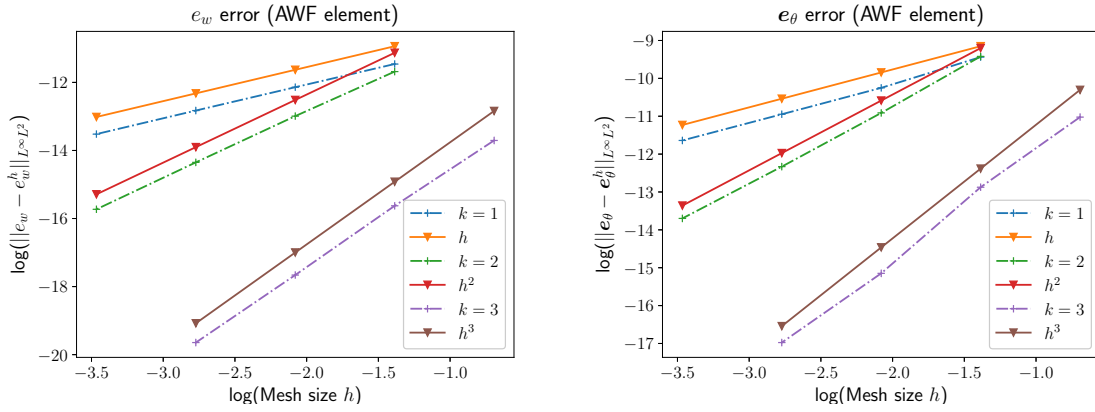 e_w error (AWF element)
log(||e_w − e_w^h||_{L^∞L^2})
−12
−14
−16
−18
−20
−3.5
−3.0
−2.5
−2.0
−1.5
−1.0
log(Mesh size h)
k = 1
h
k = 2
h^2
k = 3
h^3
e_θ error (AWF element)
log(||e_θ − e_θ^h||_{L^∞L^2})
−9
−10
−11
−12
−13
−14
−15
−16
−17
−3.5
−3.0
−2.5
−2.0
−1.5
−1.0
log(Mesh size h)
k = 1
h
k = 2
h^2
k = 3
h^3